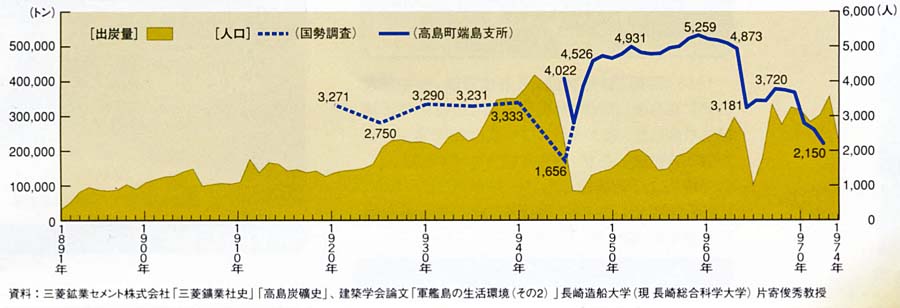 (トン)
[出炭量] [人口] (国勢調査) (高島町端島支所)
6,000(人)
500,000
400,000
300,000
200,000
100,000
0
5,000
4,000
3,000
2,000
1,000
0
3,271
2,750
3,290
3,231
3,333
1,656
4,022
4,526
4,931
5,259
4,873
3,181
3,720
2,150
1891年
1900年
1910年
1920年
1930年
1940年
1950年
1960年
1970年
1974年
資料:三菱鉱業セメント株式会社「三菱鑛業社史」「高島炭礦史」、建築学会論文「軍艦島の生活環境(その2)」長崎造船大学(現 長崎総合科学大学) 片寄俊秀教授